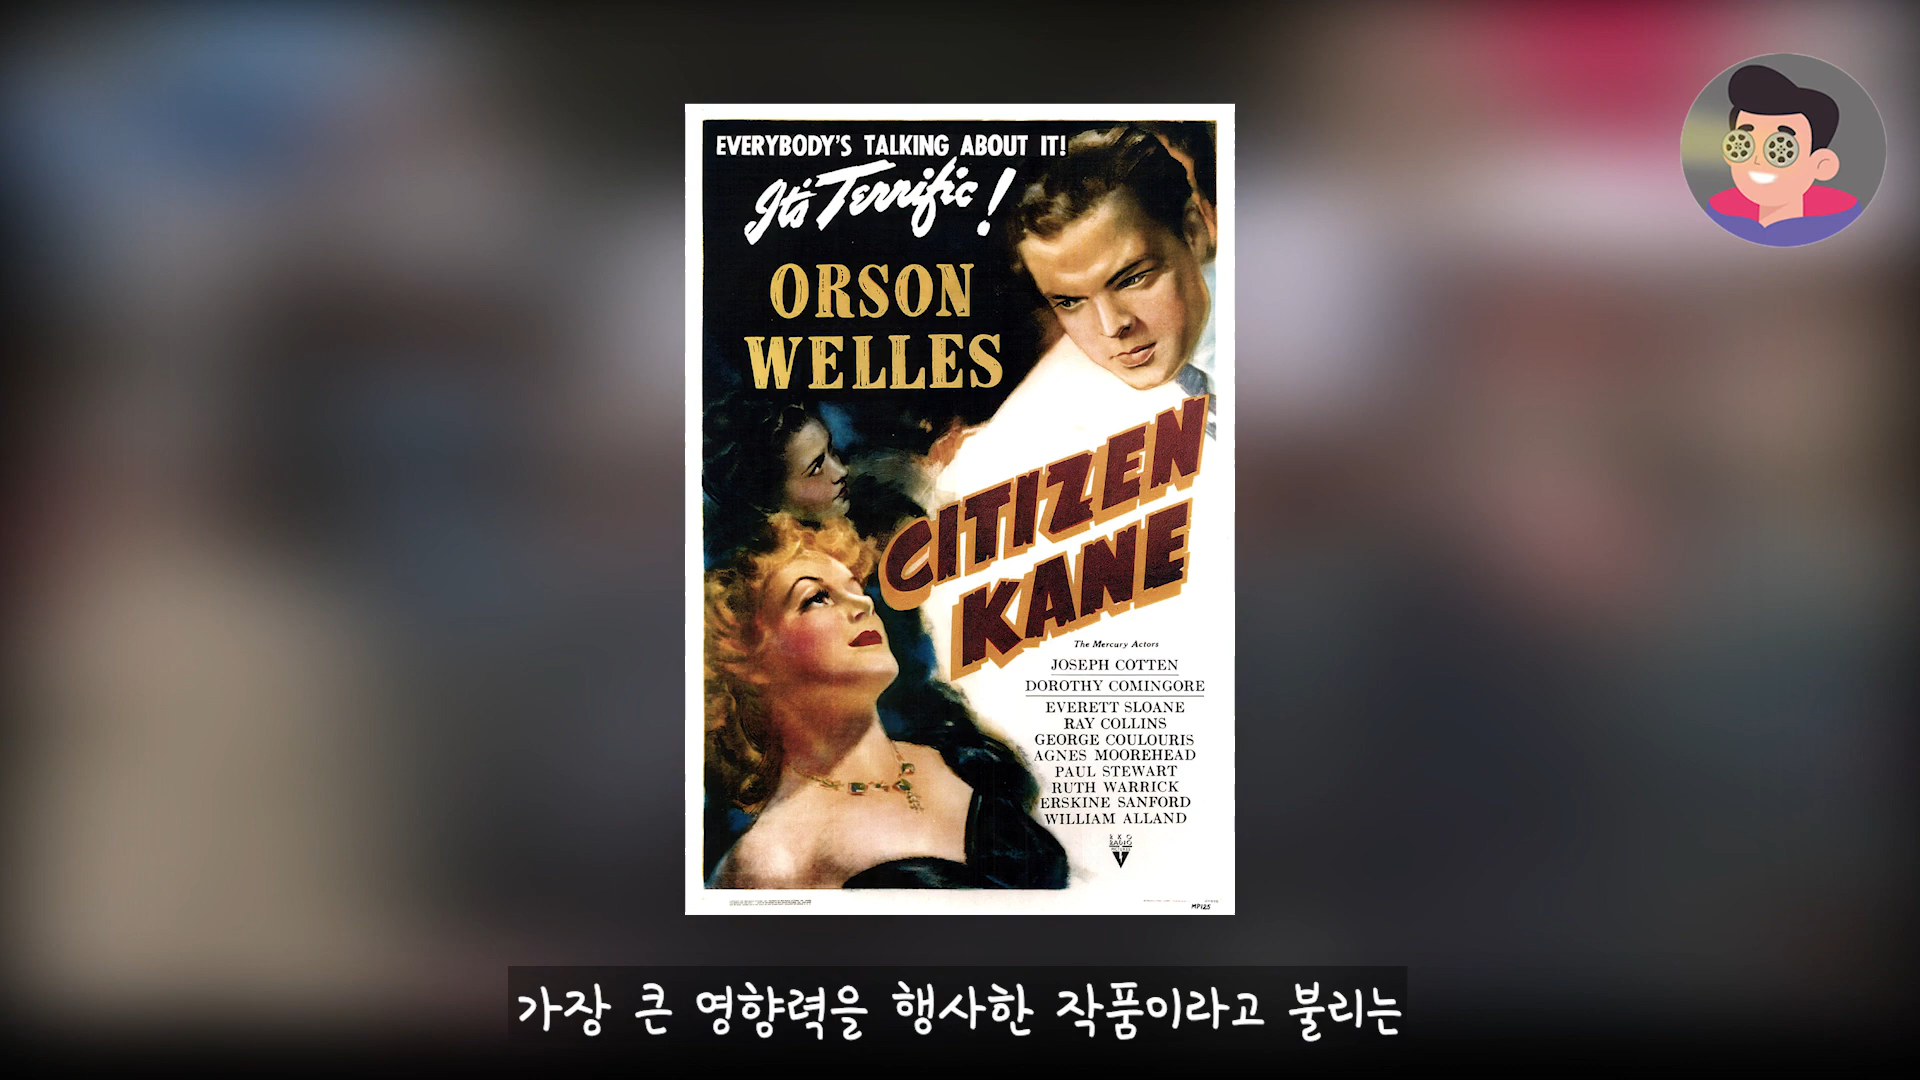 EVERYBODY'S TALKING ABOUT IT!
It's Terrific!
ORSON
WELLES
CITIZEN
KANE
The Mercury Actors
JOSEPH COTTEN
DOROTHY COMINGORE
EVERETT SLOANE
RAY COLLINS
GEORGE COULOURIS
AGNES MOOREHEAD
PAUL STEWART
RUTH WARRICK
ERSKINE SANFORD
WILLIAM ALLAND
RKO
RADIO
PICTURES
MP125
가장 큰 영향력을 행사한 작품이라고 불리는